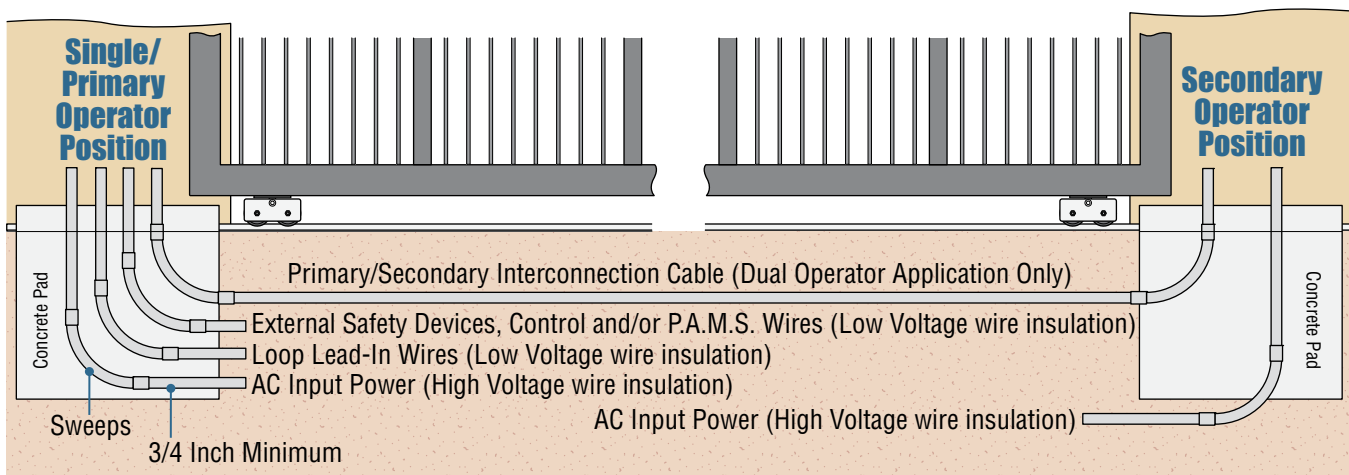 Single/
Primary
Operator
Position
Secondary
Operator
Position
Concrete Pad
Primary/Secondary Interconnection Cable (Dual Operator Application Only)
External Safety Devices, Control and/or P.A.M.S. Wires (Low Voltage wire insulation)
Loop Lead-In Wires (Low Voltage wire insulation)
AC Input Power (High Voltage wire insulation)
Sweeps
3/4 Inch Minimum
Concrete Pad
AC Input Power (High Voltage wire insulation)